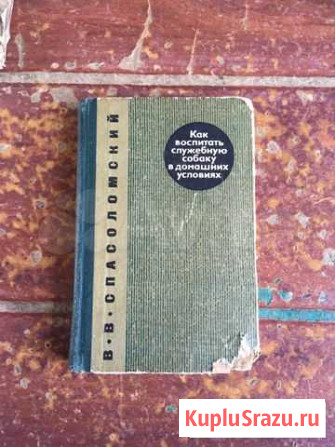 В·В·СПАСОЛОМСКИЙ
Как
воспитать
служебную
собаку
в домашних
условиях
KupluSrazu.ru